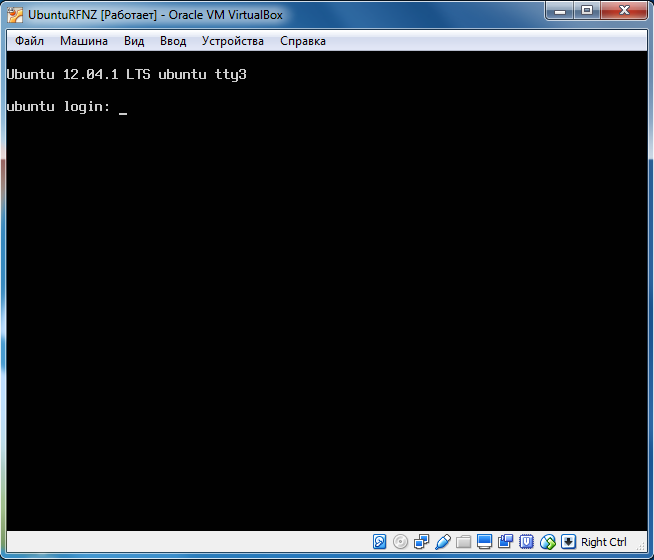 UbuntuRFNZ [Работает] - Oracle VM VirtualBox
Файл Машина Вид Ввод Устройства Справка
Ubuntu 12.04.1 LTS ubuntu tty3
ubuntu login: _
Right Ctrl